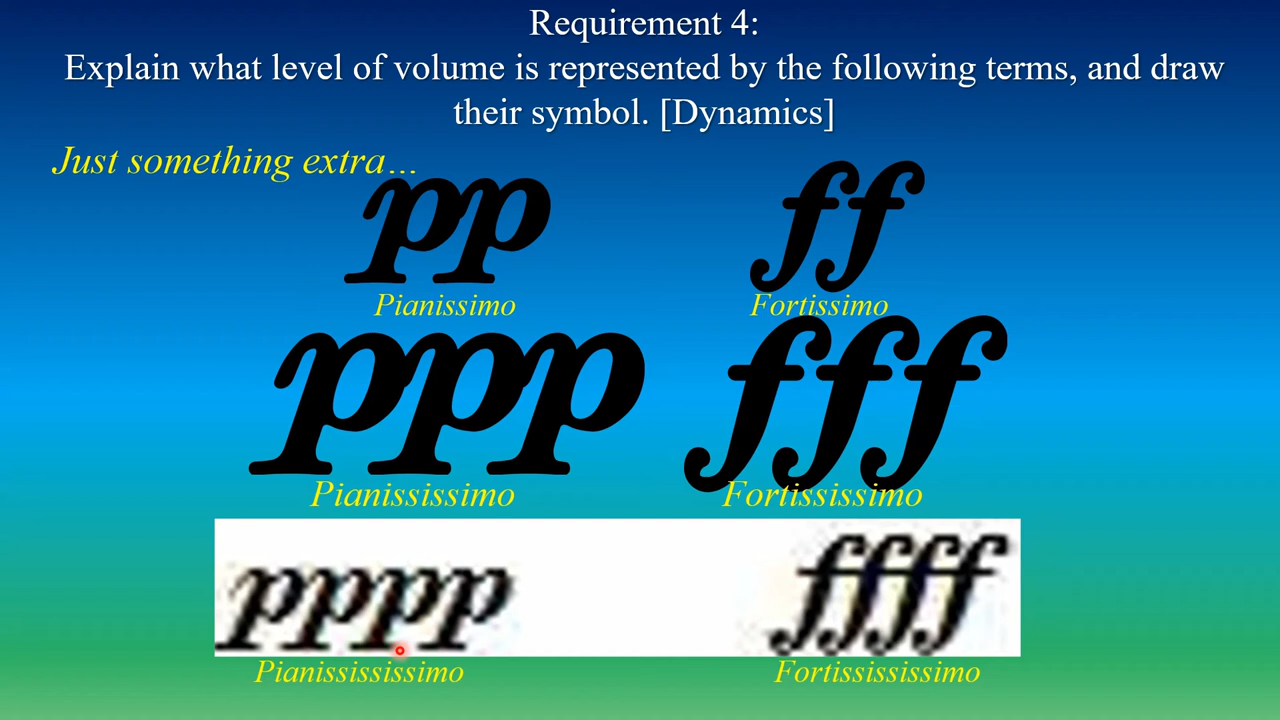 Requirement 4:
Explain what level of volume is represented by the following terms, and draw
their symbol. [Dynamics]
Just something extra…
pp ff
Pianissimo Fortissimo
ppp fff
Pianississimo Fortississimo
pppp ffff
Pianissississimo Fortissississimo